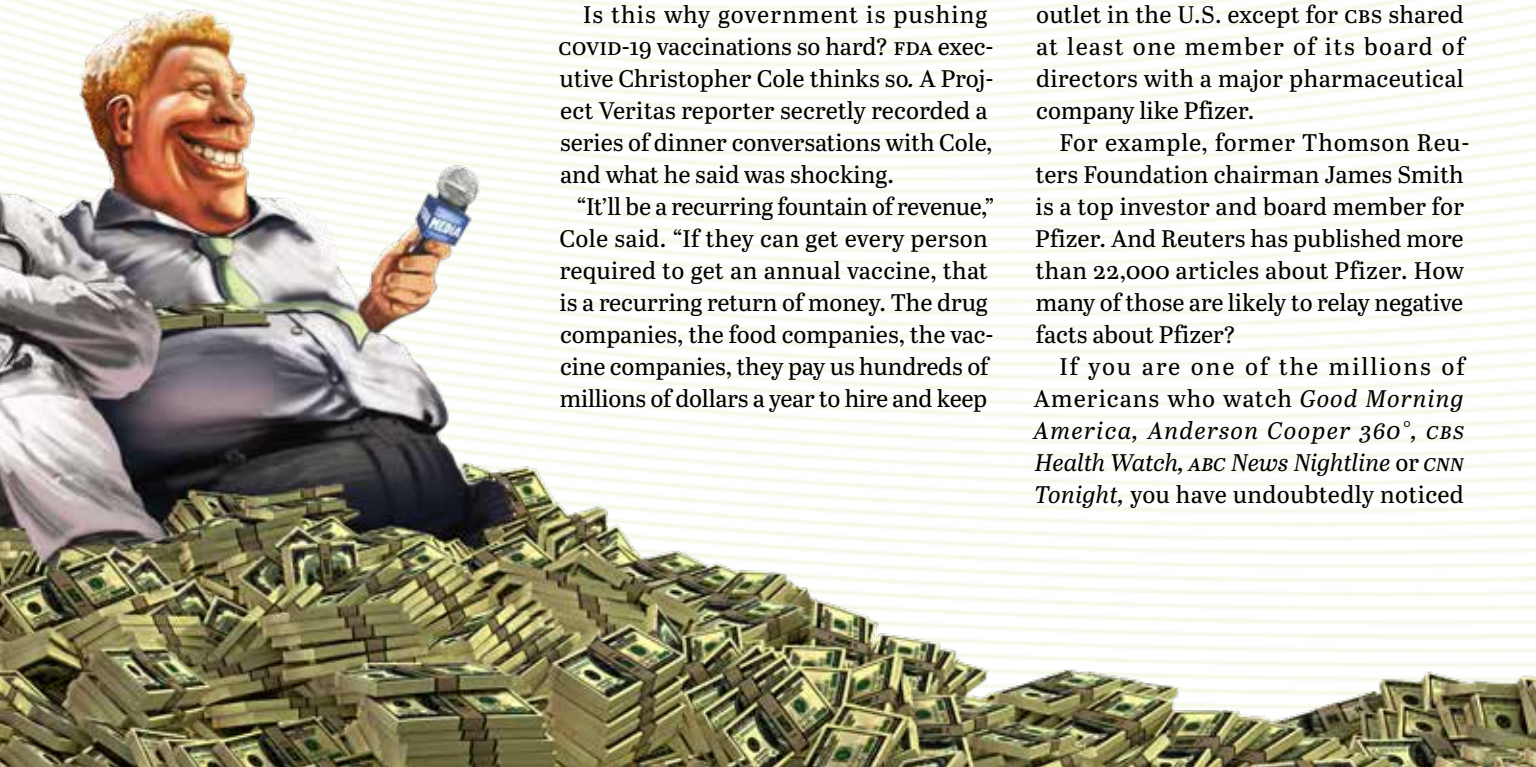 Is this why government is pushing
COVID-19 vaccinations so hard? FDA exec-
utive Christopher Cole thinks so. A Proj-
ect Veritas reporter secretly recorded a
series of dinner conversations with Cole,
and what he said was shocking.
“It’ll be a recurring fountain of revenue,”
Cole said. “If they can get every person
required to get an annual vaccine, that
is a recurring return of money. The drug
companies, the food companies, the vac-
cine companies, they pay us hundreds of
millions of dollars a year to hire and keep
outlet in the U.S. except for CBS shared
at least one member of its board of
directors with a major pharmaceutical
company like Pfizer.
For example, former Thomson Reu-
ters Foundation chairman James Smith
is a top investor and board member for
Pfizer. And Reuters has published more
than 22,000 articles about Pfizer. How
many of those are likely to relay negative
facts about Pfizer?
If you are one of the millions of
Americans who watch Good Morning
America, Anderson Cooper 360°, CBS
Health Watch, ABC News Nightline or CNN
Tonight, you have undoubtedly noticed
MEDIA